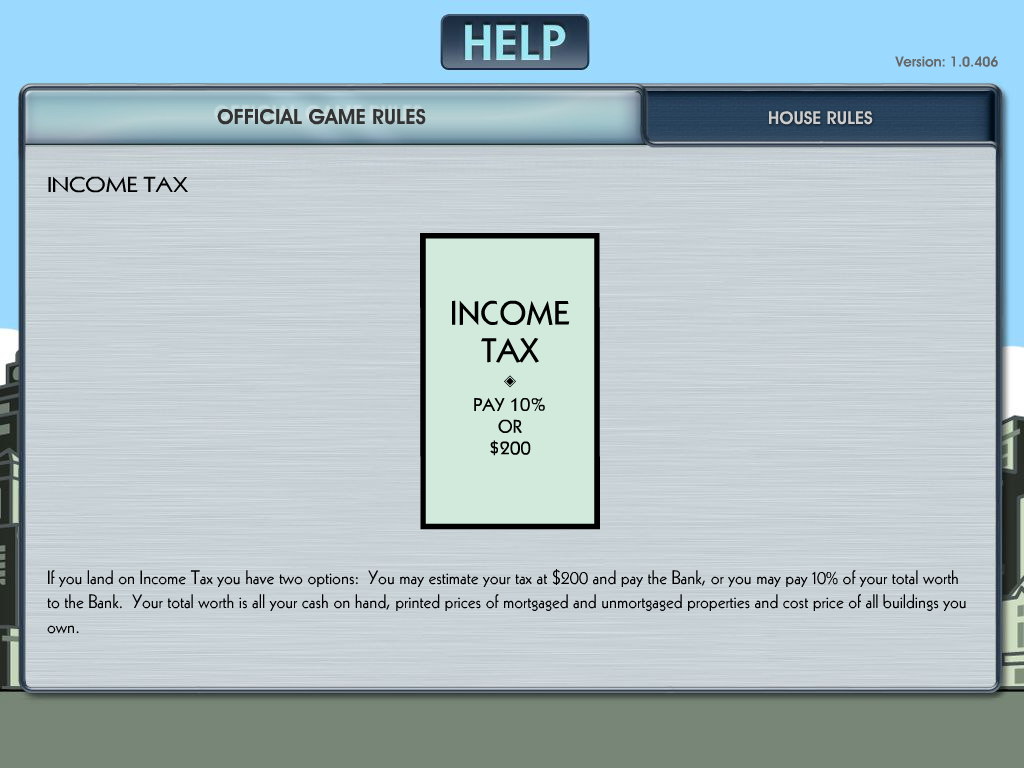 HELP
Version: 1.0.406
OFFICIAL GAME RULES
HOUSE RULES
INCOME TAX
INCOME
TAX
PAY 10%
OR
$200
If you land on Income Tax you have two options:  You may estimate your tax at $200 and pay the Bank, or you may pay 10% of your total worth
to the Bank.  Your total worth is all your cash on hand, printed prices of mortgaged and unmortgaged properties and cost price of all buildings you
own.